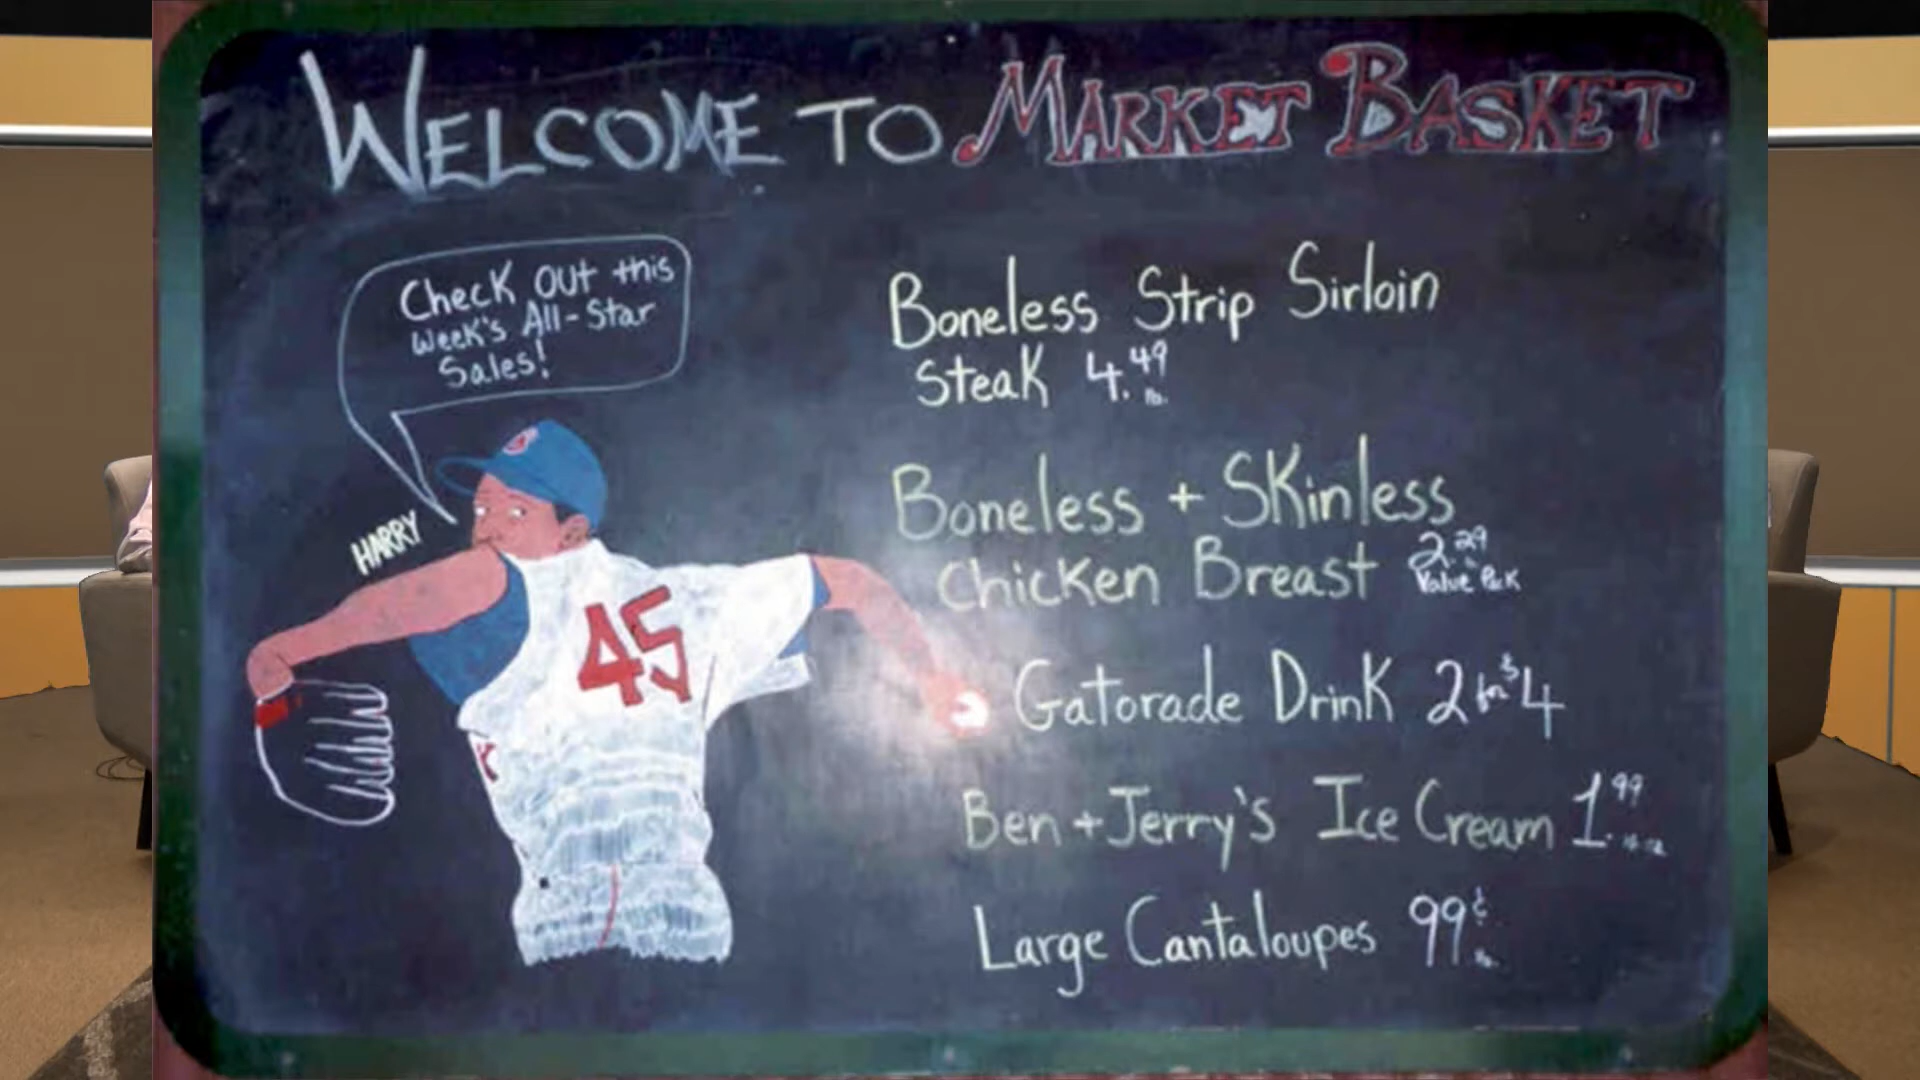 WELCOME TO MARKET BASKET
Check out this
week's All-Star
Sales!
HARRY
45
Boneless Strip Sirloin
Steak 4.49 lb.
Boneless + Skinless
Chicken Breast 2.29
Value Pack
Gatorade Drink 2 for $4
Ben + Jerry's Ice Cream 1.99
Large Cantaloupes 99¢